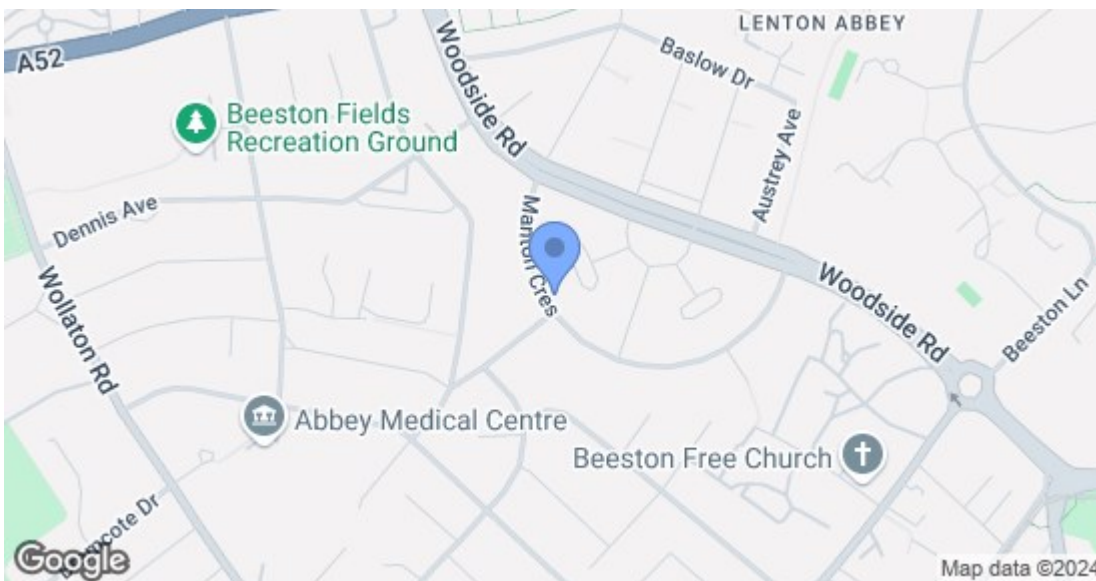 LENTON ABBEY
A52
Woodside Rd
Baslow Dr
Beeston Fields
Recreation Ground
Austrey Ave
Manton Cres
Dennis Ave
Woodside Rd
Beeston Ln
Wollaton Rd
Abbey Medical Centre
Beeston Free Church
Dr
Google
Map data ©2024